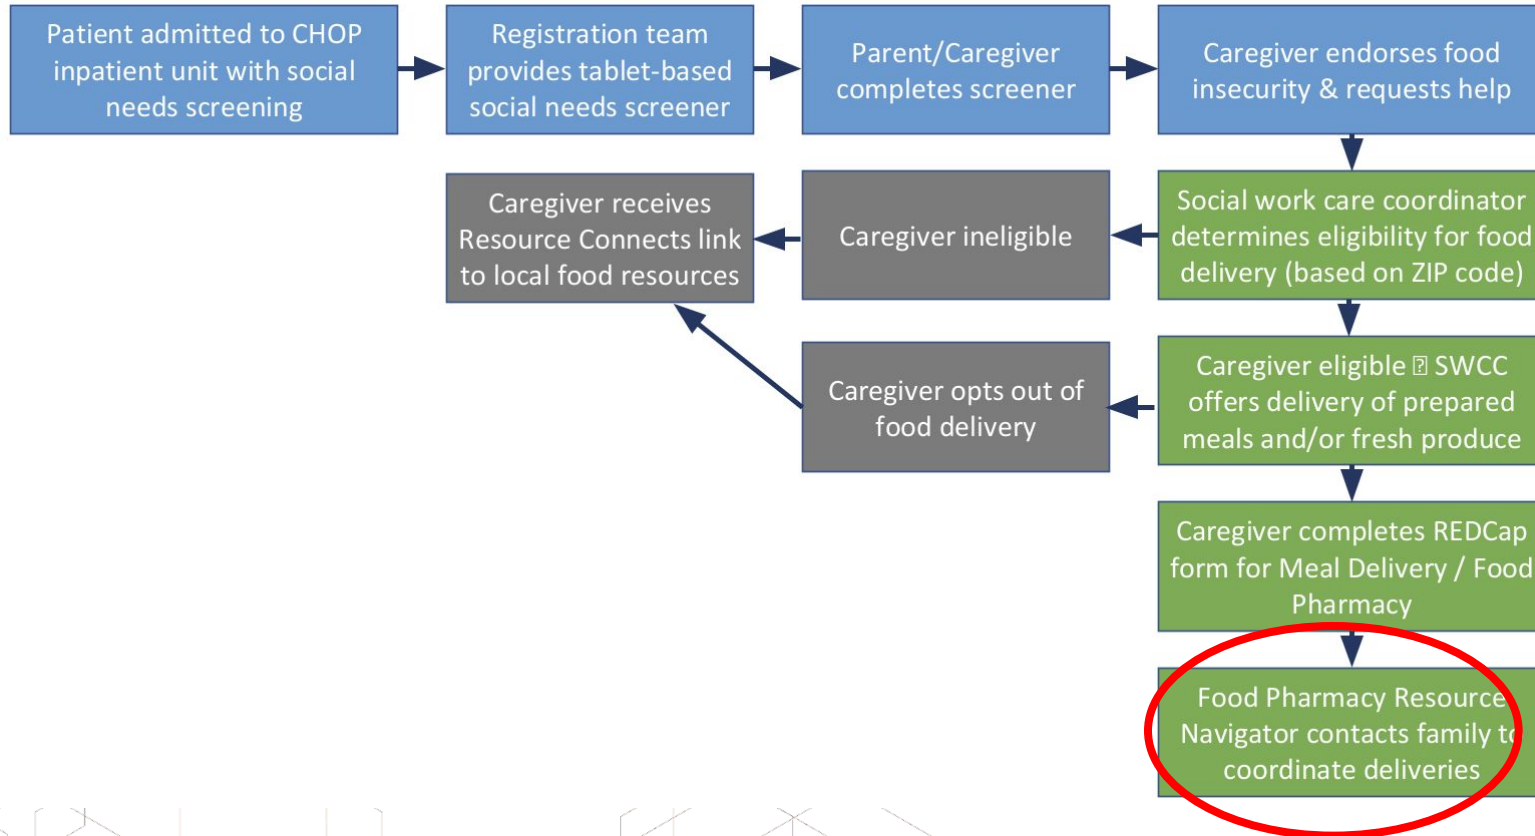 Patient admitted to CHOP
inpatient unit with social
needs screening
Registration team
provides tablet-based
social needs screener
Parent/Caregiver
completes screener
Caregiver endorses food
insecurity & requests help
Caregiver receives
Resource Connects link
to local food resources
Caregiver ineligible
Social work care coordinator
determines eligibility for food
delivery (based on ZIP code)
Caregiver opts out of
food delivery
Caregiver eligible ⍰ SWCC
offers delivery of prepared
meals and/or fresh produce
Caregiver completes REDCap
form for Meal Delivery / Food
Pharmacy
Food Pharmacy Resource
Navigator contacts family to
coordinate deliveries